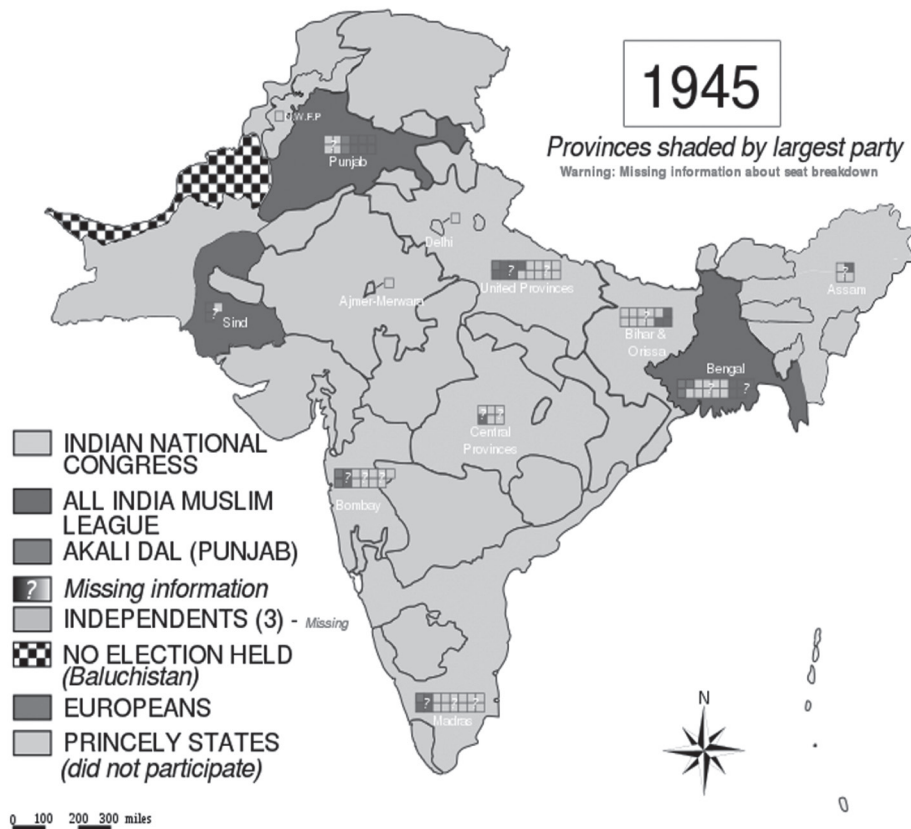 1945
Provinces shaded by largest party
Warning: Missing information about seat breakdown
N.W.F.P
?
Punjab
Delhi
?
?
United Provinces
?
Assam
Ajmer-Merwara
?
Sind
?
Bihar &
Orissa
Bengal
?
?
?
?
Central
Provinces
?
?
?
Bombay
INDIAN NATIONAL
CONGRESS
ALL INDIA MUSLIM
LEAGUE
AKALI DAL (PUNJAB)
? Missing information
INDEPENDENTS (3) - Missing
NO ELECTION HELD
(Baluchistan)
EUROPEANS
PRINCELY STATES
(did not participate)
?
?
?
Madras
N
0 100 200 300 miles